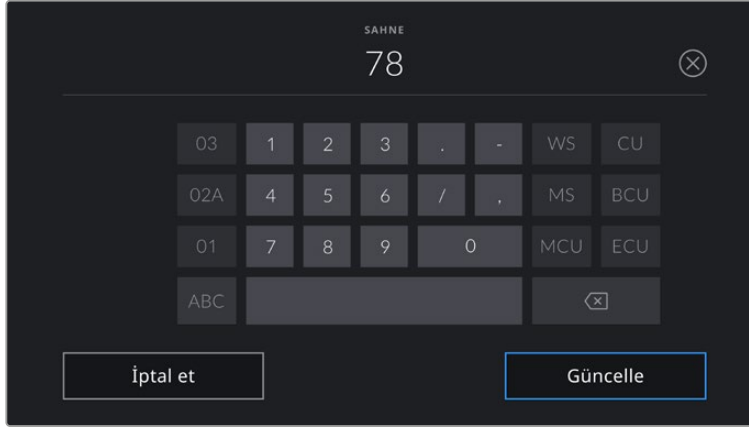 SAHNE
78
03 1 2 3 . - WS CU
02A 4 5 6 / , MS BCU
01 7 8 9 0 MCU ECU
ABC
İptal et Güncelle